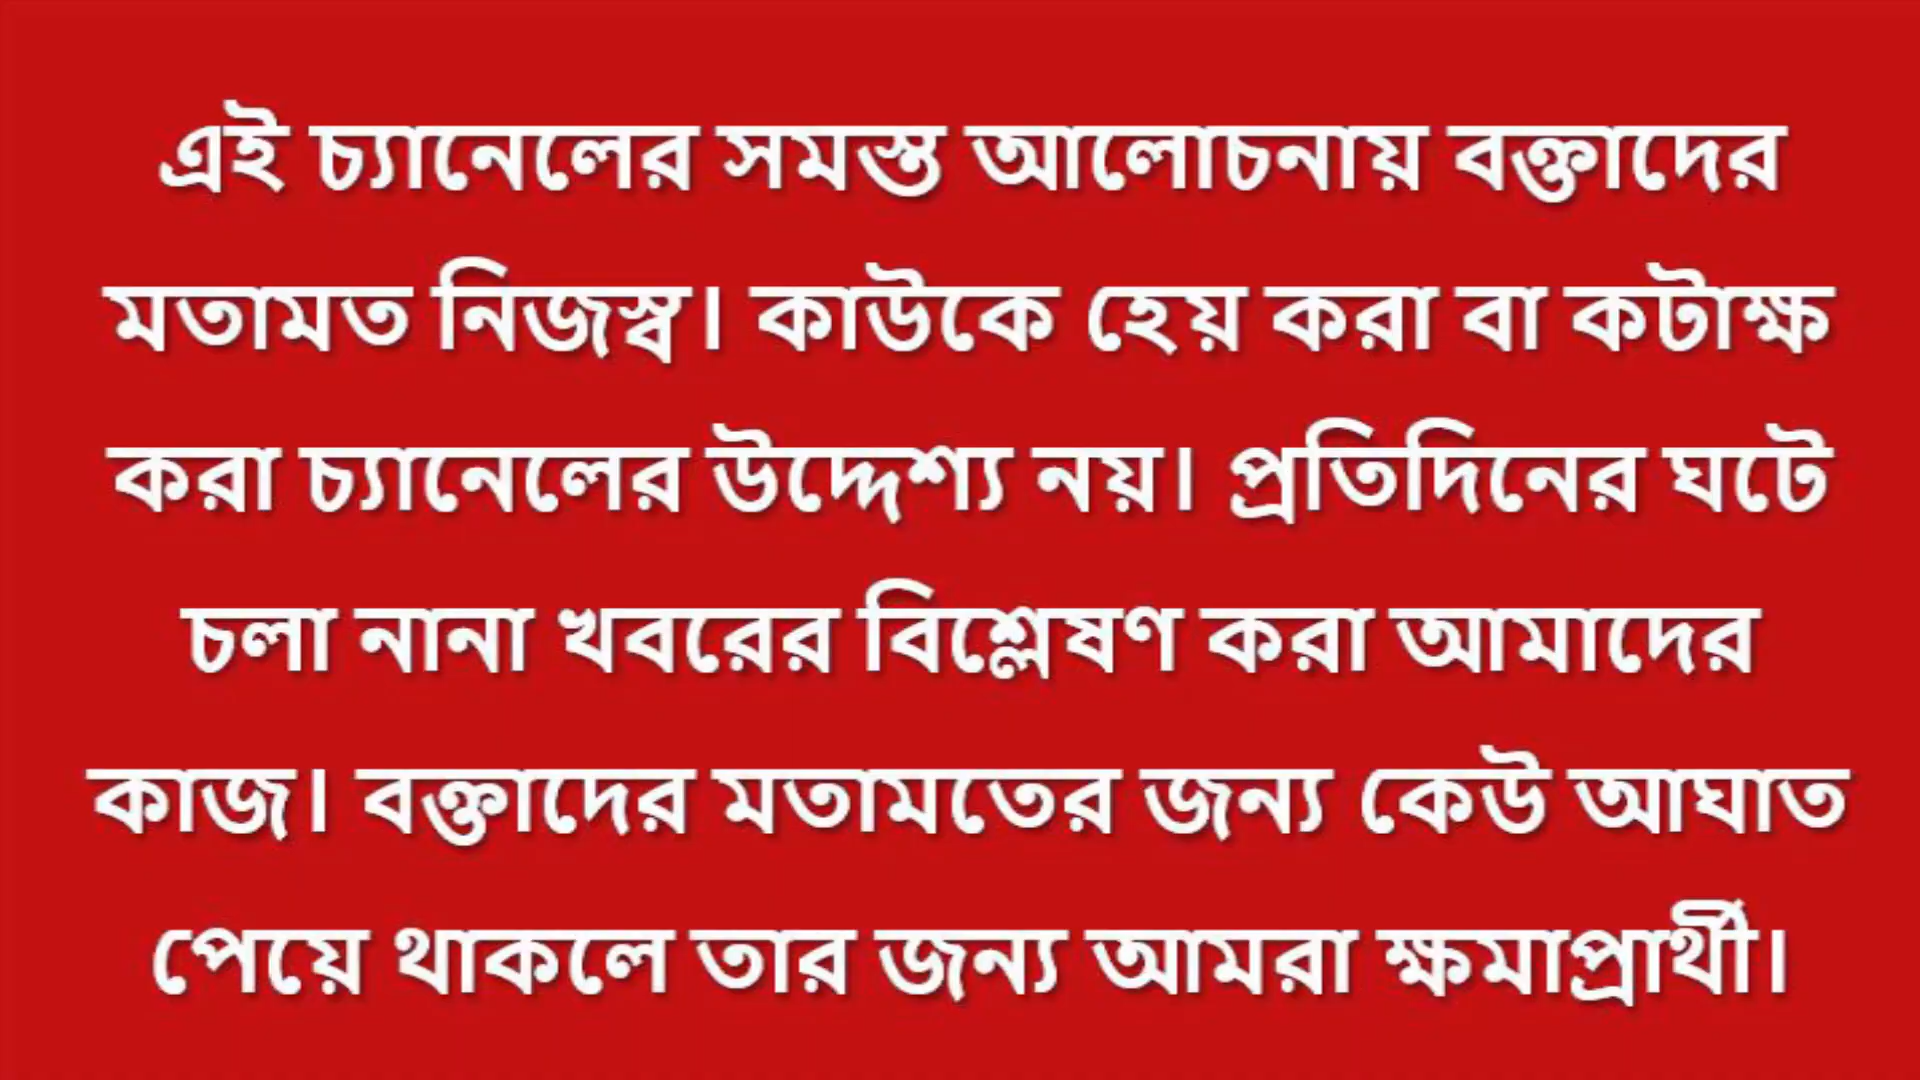 এই চ্যানেলের সমস্ত আলোচনায় বক্তাদের
মতামত নিজস্ব। কাউকে হেয় করা বা কটাক্ষ
করা চ্যানেলের উদ্দেশ্য নয়। প্রতিদিনের ঘটে
চলা নানা খবরের বিশ্লেষণ করা আমাদের
কাজ। বক্তাদের মতামতের জন্য কেউ আঘাত
পেয়ে থাকলে তার জন্য আমরা ক্ষমাপ্রার্থী।